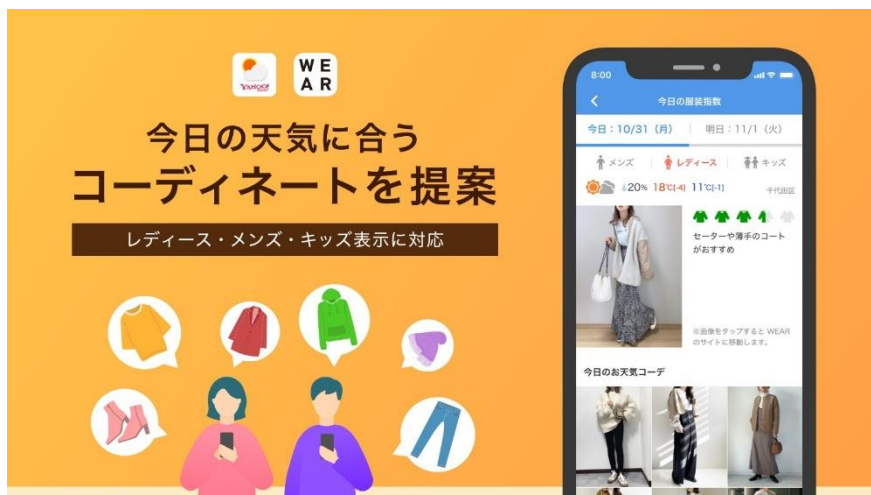 YAHOO!
WE
AR
今日の天気に合う
コーディネートを提案
レディース・メンズ・キッズ表示に対応
8:00
今日の服装指数
今日：10/31（月）
明日：11/1（火）
メンズ
レディース
キッズ
20% 18℃[-4] 11℃[-1]
千代田区
セーターや薄手のコート
がおすすめ
※画像をタップすると WEAR
のサイトに移動します。
今日のお天気コーデ